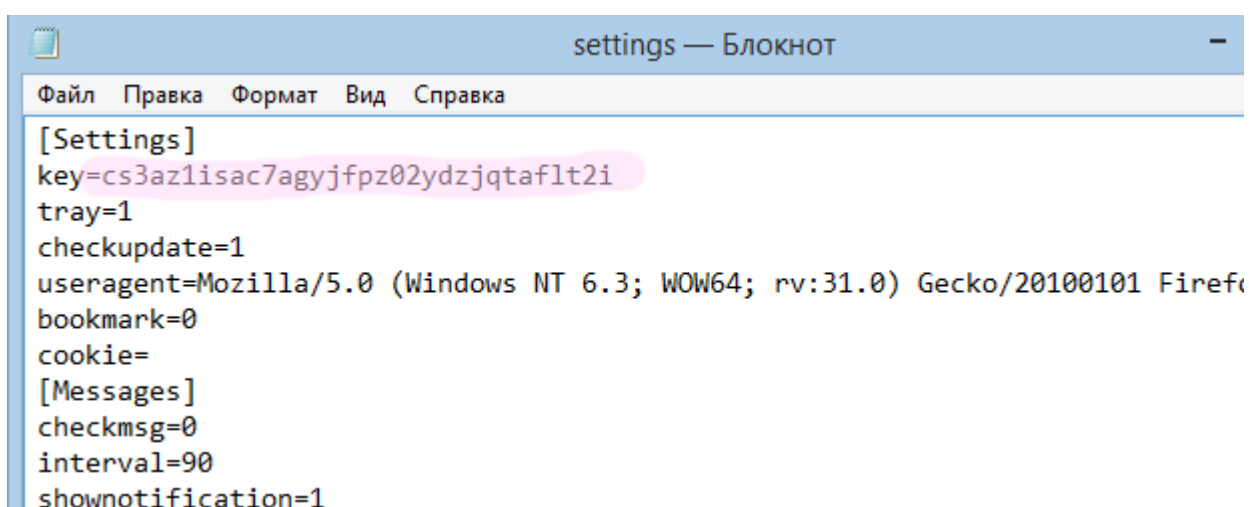 settings — Блокнот
Файл Правка Формат Вид Справка
[Settings]
key=cs3az1isac7agyjfpz02ydzjqtaflt2i
tray=1
checkupdate=1
useragent=Mozilla/5.0 (Windows NT 6.3; WOW64; rv:31.0) Gecko/20100101 Firefo
bookmark=0
cookie=
[Messages]
checkmsg=0
interval=90
shownotification=1